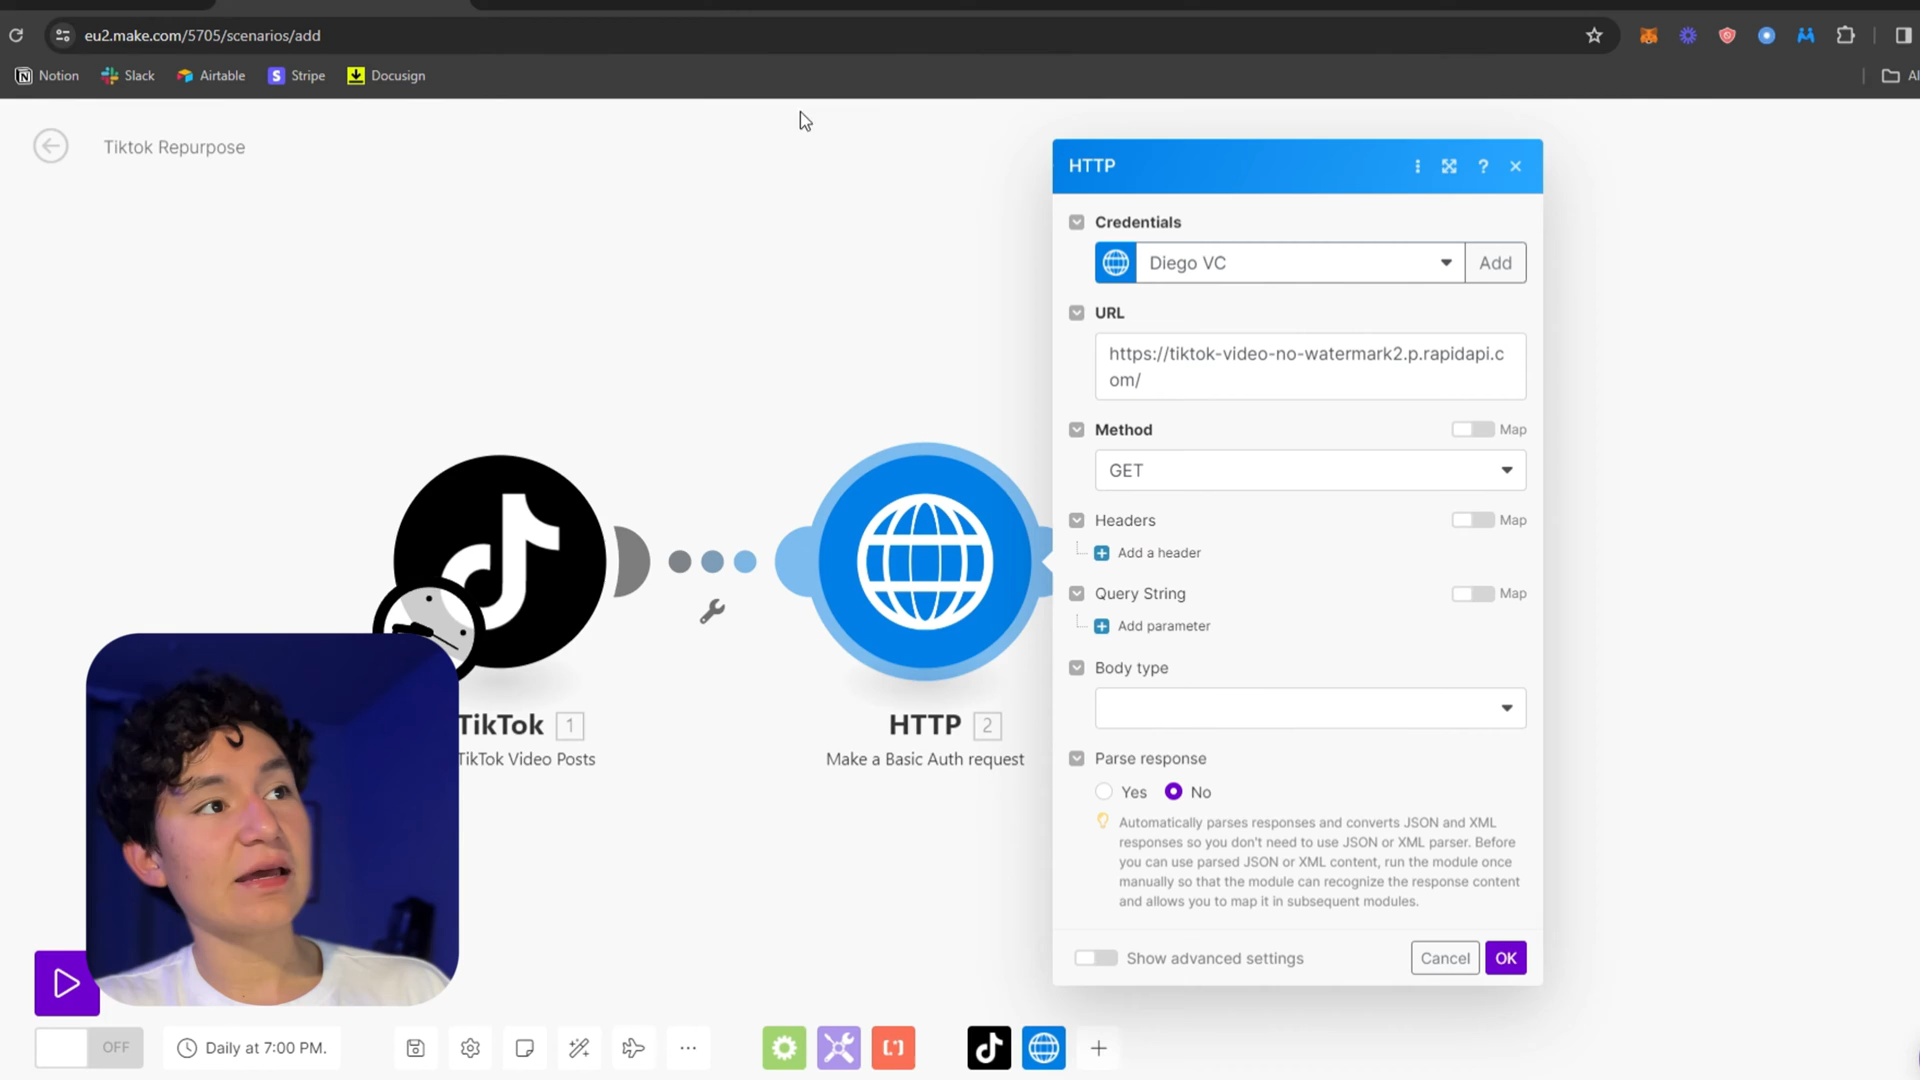 eu2.make.com/5705/scenarios/add
Notion
Slack
Airtable
Stripe
Docusign
Al
Tiktok Repurpose
HTTP
Credentials
Diego VC
Add
URL
https://tiktok-video-no-watermark2.p.rapidapi.c
om/
Method
Map
GET
Headers
Map
Add a header
Query String
Map
Add parameter
Body type
Parse response
Yes
No
Automatically parses responses and converts JSON and XML
responses so you don't need to use JSON or XML parser. Before
you can use parsed JSON or XML content, run the module once
manually so that the module can recognize the response content
and allows you to map it in subsequent modules.
Show advanced settings
Cancel
OK
TikTok 1
TikTok Video Posts
HTTP 2
Make a Basic Auth request
OFF
Daily at 7:00 PM.